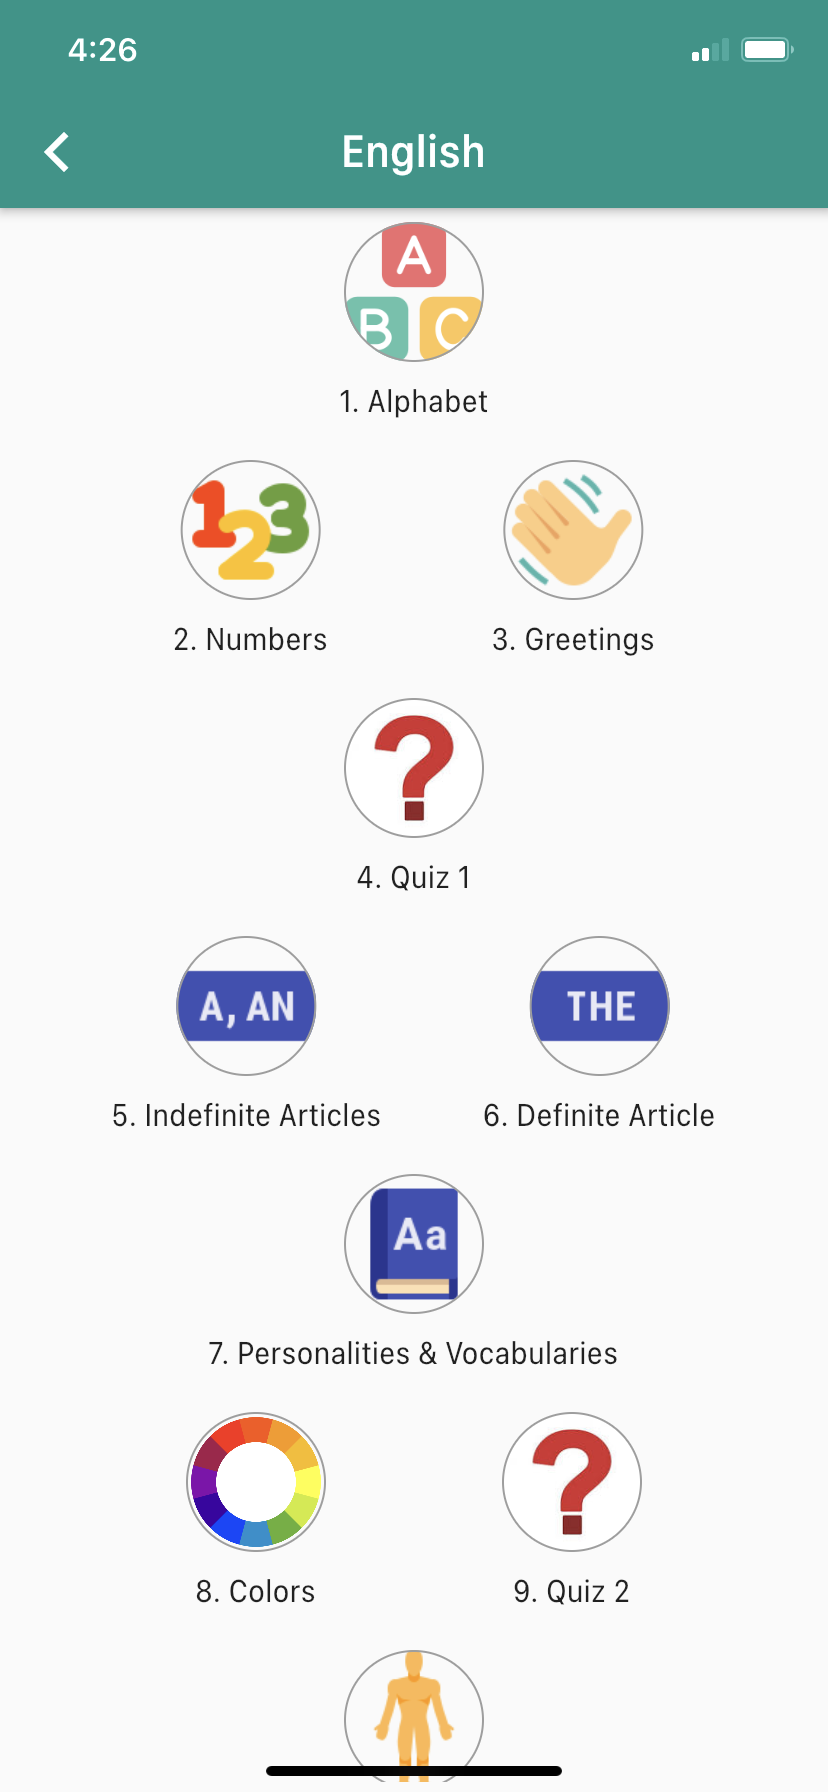 4:26
English
A
B C
1. Alphabet
123
2. Numbers
3. Greetings
?
4. Quiz 1
A, AN
THE
5. Indefinite Articles
6. Definite Article
Aa
7. Personalities & Vocabularies
?
8. Colors
9. Quiz 2